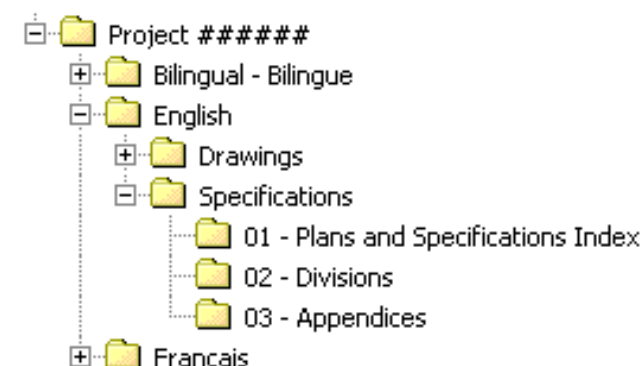 Project ######
Bilingual - Bilingue
English
Drawings
Specifications
01 - Plans and Specifications Index
02 - Divisions
03 - Appendices
Francais